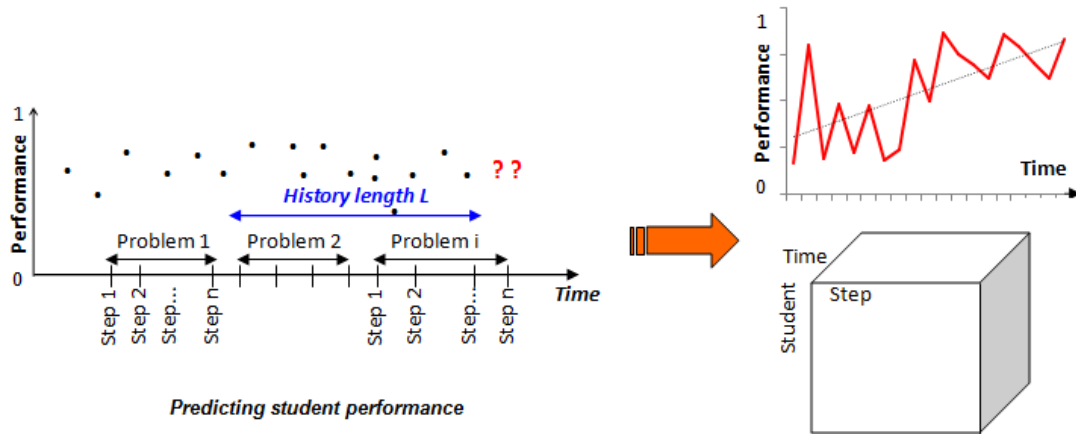 1
Performance
? ?
History length L
Problem 1
Problem 2
Problem i
0
Time
Step 1
Step 2
Step...
Step n
Step 1
Step 2
Step...
Step n
Predicting student performance
1
Performance
Time
0
Time
Step
Student